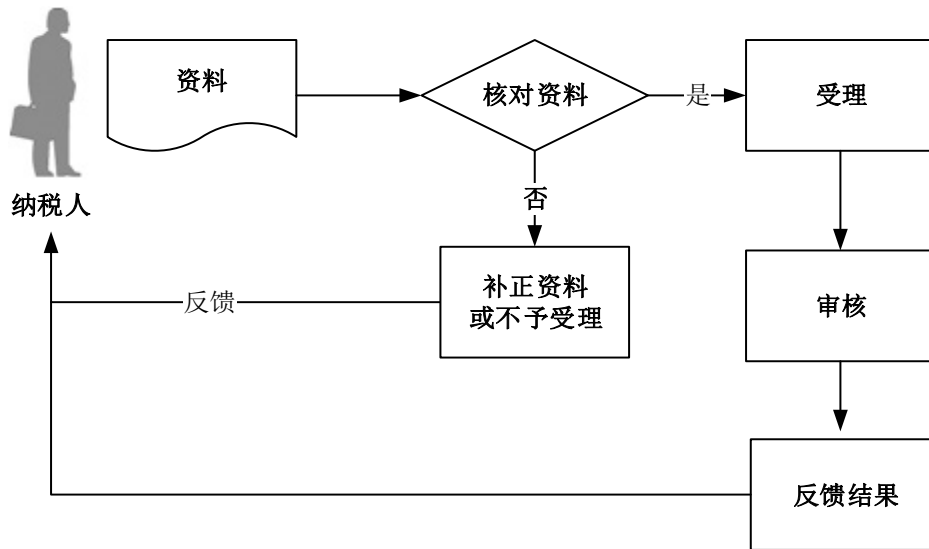 资料
核对资料
是
受理
纳税人
否
补正资料
或不予受理
反馈
审核
反馈结果